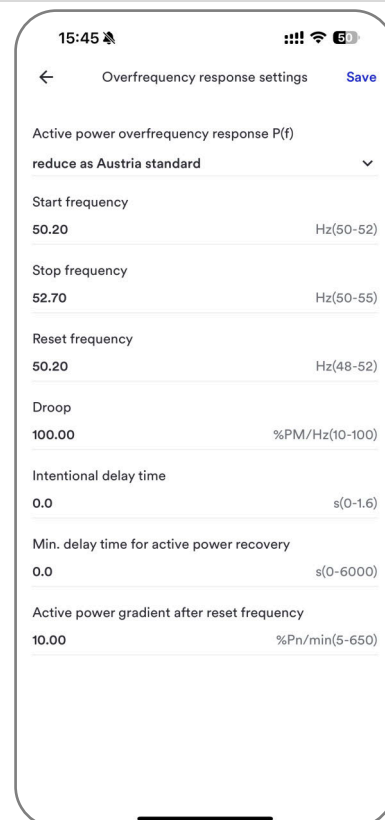 15:45
50
Overfrequency response settings Save
Active power overfrequency response P(f)
reduce as Austria standard
Start frequency
50.20 Hz(50-52)
Stop frequency
52.70 Hz(50-55)
Reset frequency
50.20 Hz(48-52)
Droop
100.00 %PM/Hz(10-100)
Intentional delay time
0.0 s(0-1.6)
Min. delay time for active power recovery
0.0 s(0-6000)
Active power gradient after reset frequency
10.00 %Pn/min(5-650)